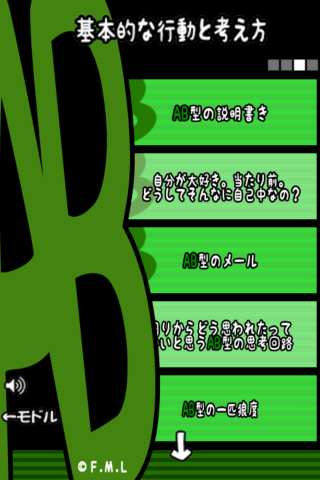 基本的な行動と考え方
AB型の説明書き
自分が大好き。当たり前。
どうしてそんなに自己中なの？
AB型のメール
りからどう思われたって
いいと思うAB型の思考回路
AB型の一匹狼度
←モドル
© F.M.L